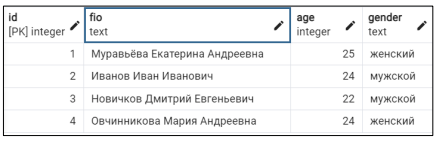 id fio age gender
[PK] integer text integer text
1 Муравьёва Екатерина Андреевна 25 женский
2 Иванов Иван Иванович 24 мужской
3 Новичков Дмитрий Евгеньевич 22 мужской
4 Овчинникова Мария Андреевна 24 женский